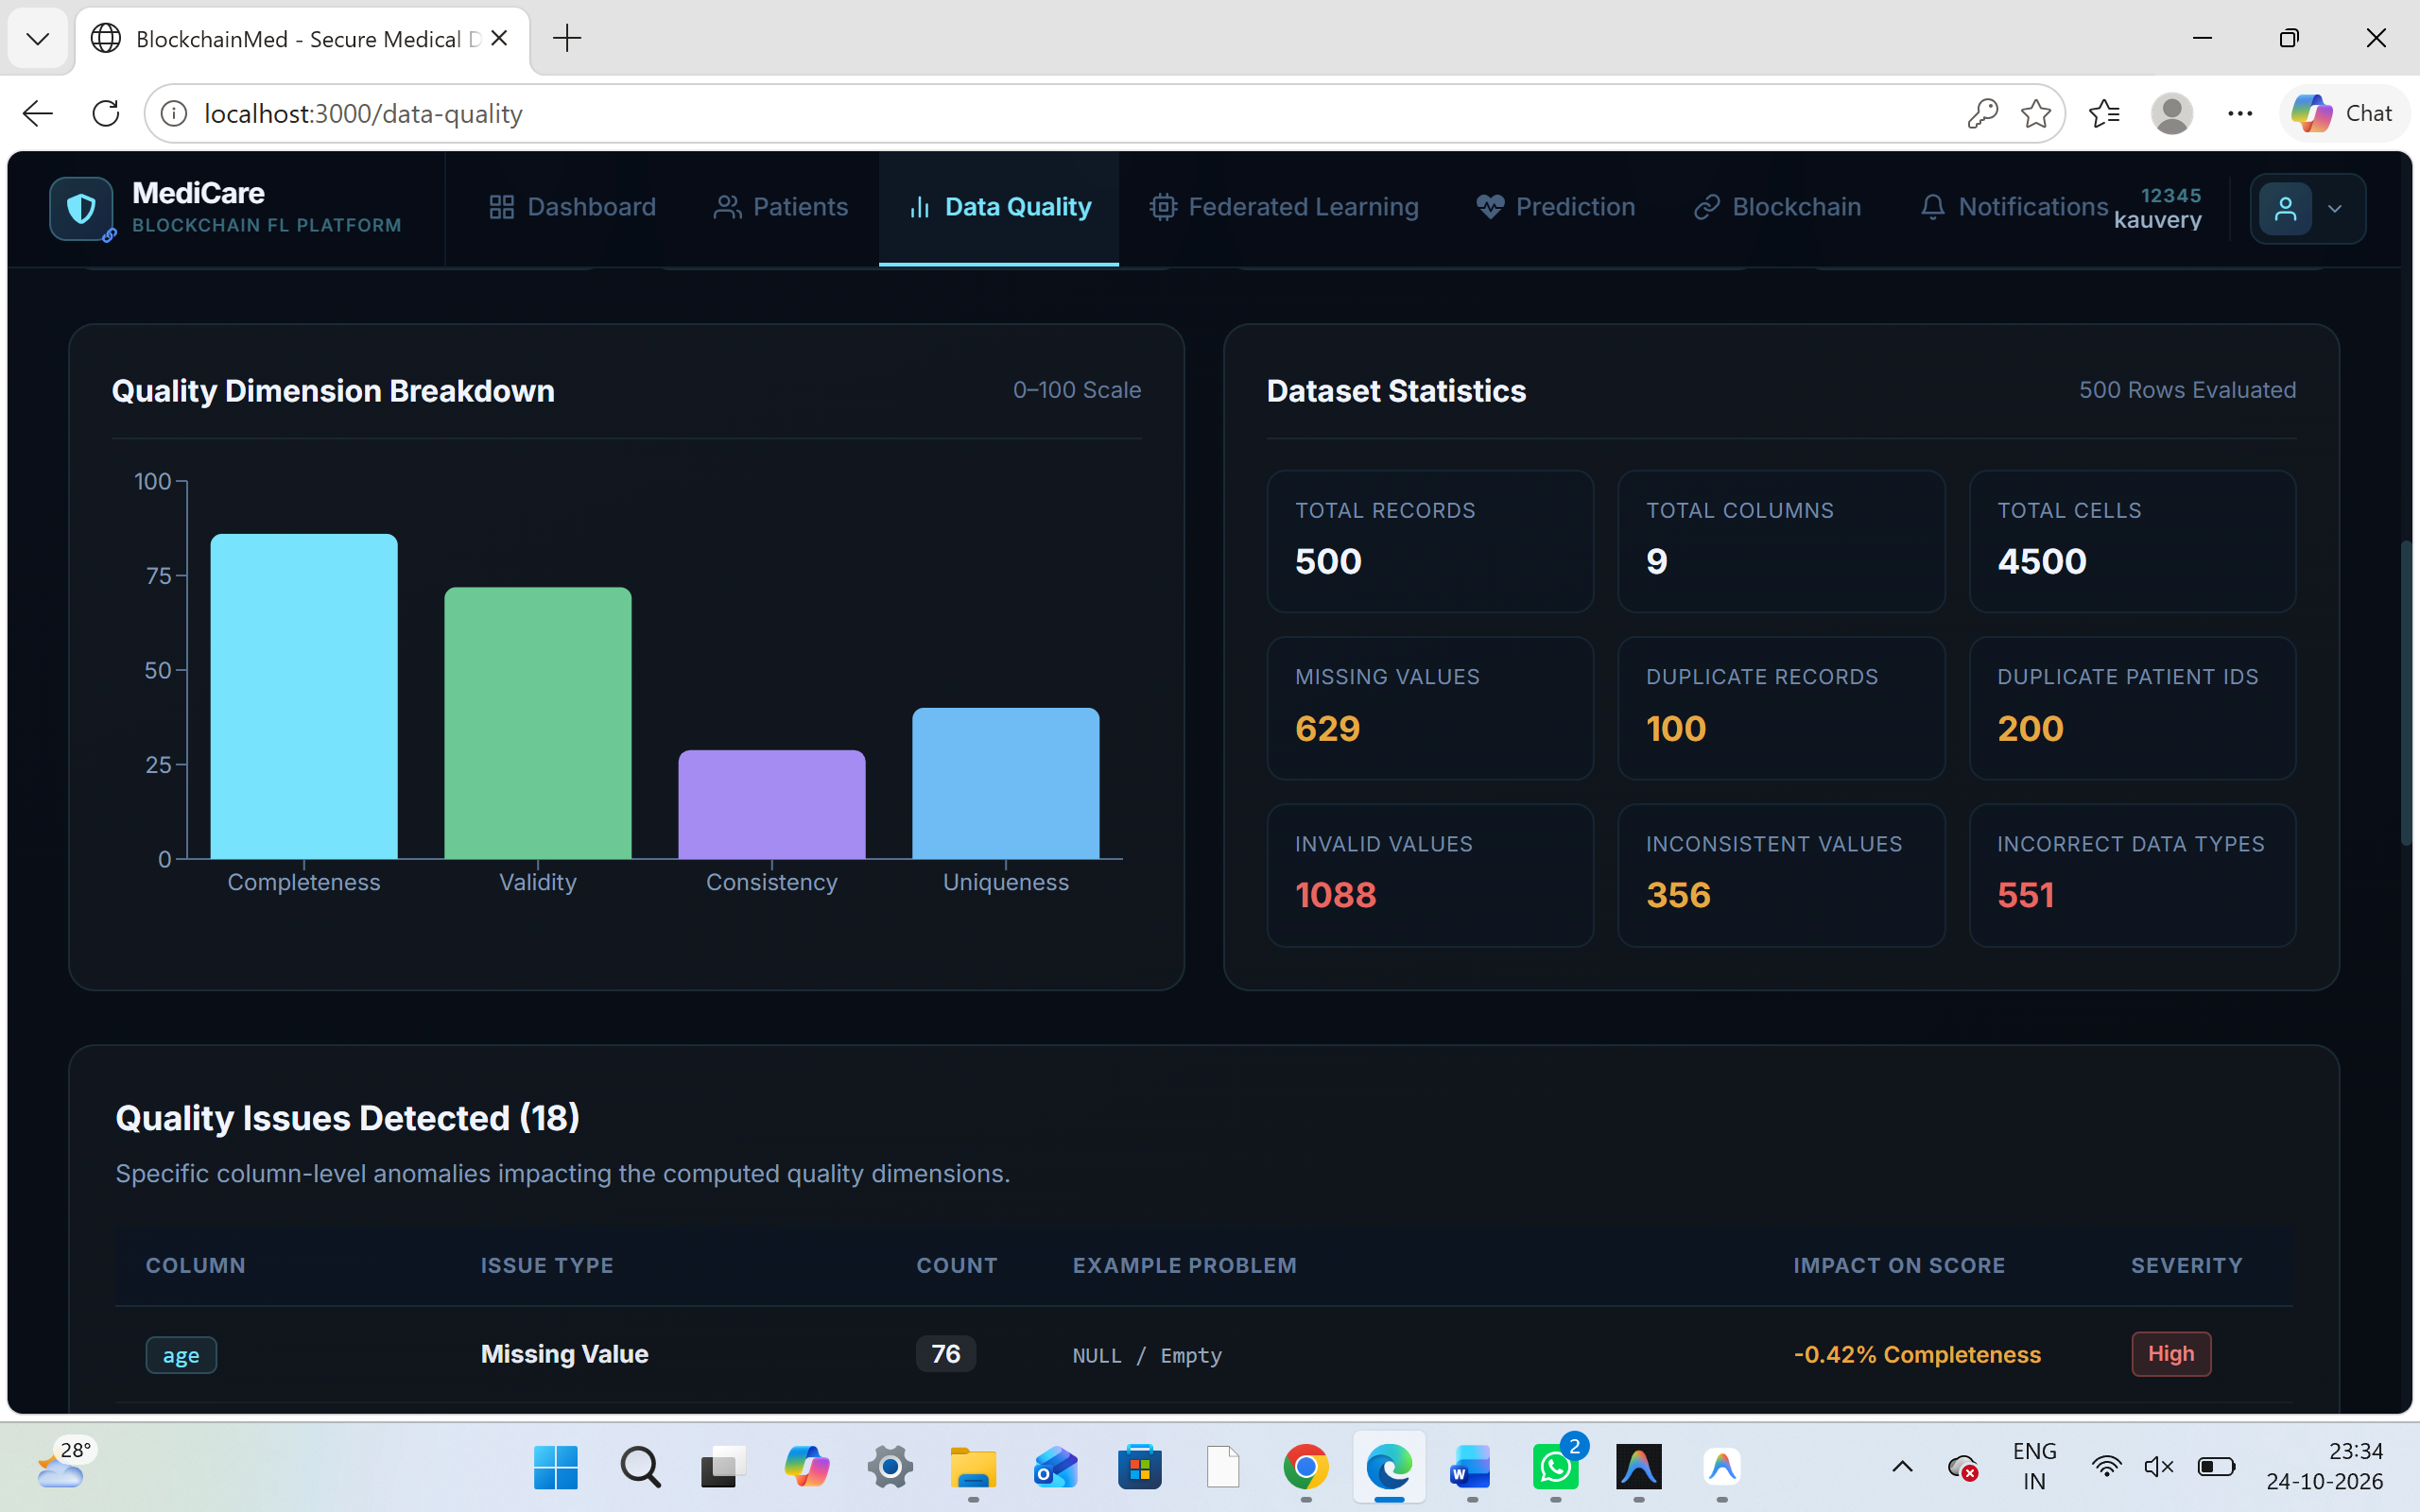 BlockchainMed - Secure Medical D
localhost:3000/data-quality
Chat
MediCare
BLOCKCHAIN FL PLATFORM
Dashboard
Patients
Data Quality
Federated Learning
Prediction
Blockchain
Notifications
12345
kauvery
Quality Dimension Breakdown
0–100 Scale
100
75
50
25
0
Completeness
Validity
Consistency
Uniqueness
Dataset Statistics
500 Rows Evaluated
TOTAL RECORDS
500
TOTAL COLUMNS
9
TOTAL CELLS
4500
MISSING VALUES
629
DUPLICATE RECORDS
100
DUPLICATE PATIENT IDS
200
INVALID VALUES
1088
INCONSISTENT VALUES
356
INCORRECT DATA TYPES
551
Quality Issues Detected (18)
Specific column-level anomalies impacting the computed quality dimensions.
COLUMN ISSUE TYPE COUNT EXAMPLE PROBLEM IMPACT ON SCORE SEVERITY
age Missing Value 76 NULL / Empty -0.42% Completeness High
28°
O
W
2
ENG
IN
23:34
24-10-2026